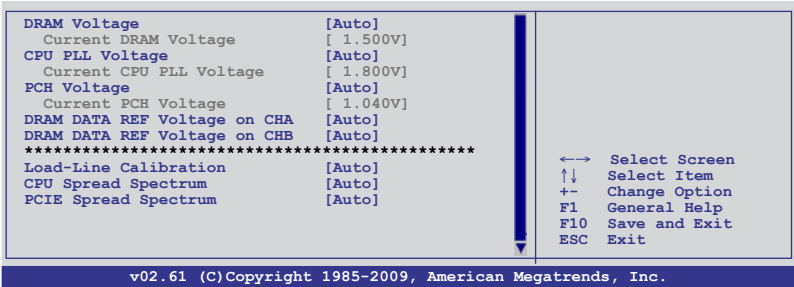 DRAM Voltage [Auto]
Current DRAM Voltage [ 1.500V]
CPU PLL Voltage [Auto]
Current CPU PLL Voltage [ 1.800V]
PCH Voltage [Auto]
Current PCH Voltage [ 1.040V]
DRAM DATA REF Voltage on CHA [Auto]
DRAM DATA REF Voltage on CHB [Auto]
************************************************
Load-Line Calibration [Auto]
CPU Spread Spectrum [Auto]
PCIE Spread Spectrum [Auto]
←→ Select Screen
↑↓ Select Item
+- Change Option
F1 General Help
F10 Save and Exit
ESC Exit
v02.61 (C)Copyright 1985-2009, American Megatrends, Inc.